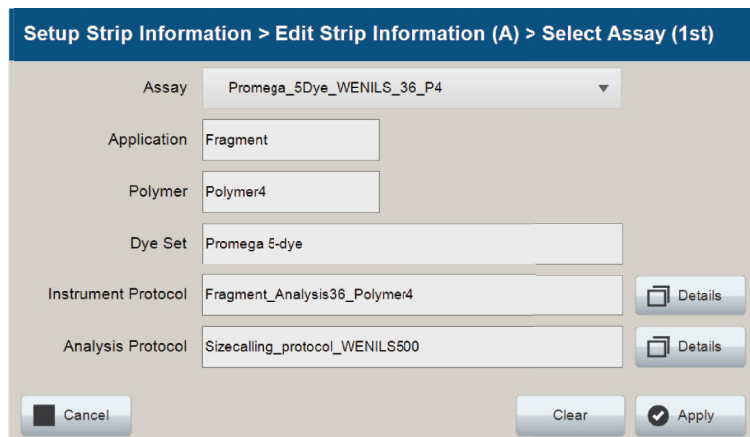 Setup Strip Information > Edit Strip Information (A) > Select Assay (1st)
Assay Promega_5Dye_WENILS_36_P4
Application Fragment
Polymer Polymer4
Dye Set Promega 5-dye
Instrument Protocol Fragment_Analysis36_Polymer4 Details
Analysis Protocol Sizecalling_protocol_WENILS500 Details
Cancel Clear Apply